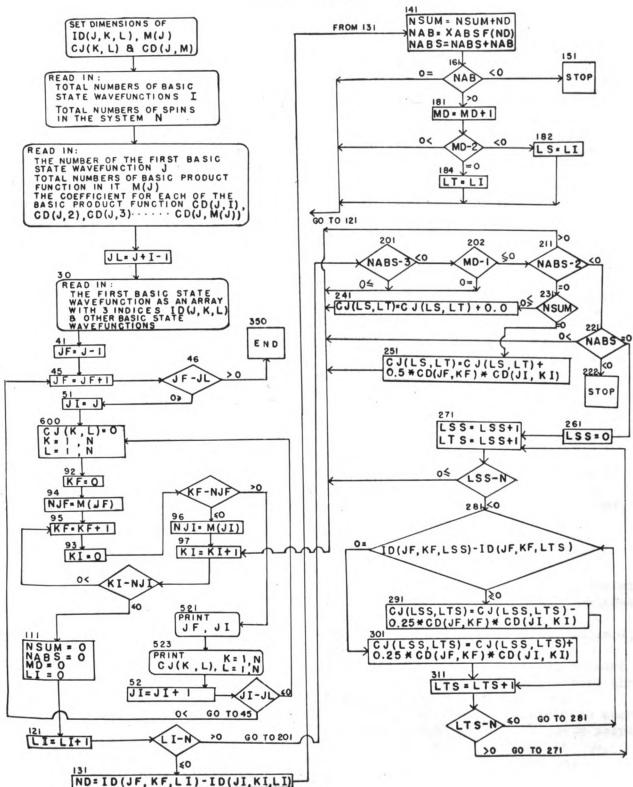 SET DIMENSIONS OF
ID(J,K,L), M(J)
CJ(K,L) & CD(J,M)
READ IN:
TOTAL NUMBERS OF BASIC
STATE WAVEFUNCTIONS I
TOTAL NUMBERS OF SPINS
IN THE SYSTEM N
READ IN:
THE NUMBER OF THE FIRST BASIC
STATE WAVEFUNCTION J
TOTAL NUMBERS OF BASIC PRODUCT
FUNCTION IN IT M(J)
THE COEFFICIENT FOR EACH OF THE
BASIC PRODUCT FUNCTION CD(J,I),
CD(J,2),CD(J,3)······CD(J,M(J))
JL=J+I-1
30
READ IN:
THE FIRST BASIC STATE
WAVEFUNCTION AS AN ARRAY
WITH 3 INDICES ID(J,K,L)
& OTHER BASIC STATE
WAVEFUNCTIONS
41
JF=J-1
45
JF=JF+1
46
JF-JL
>0
0≥
350
END
51
JI=J
600
CJ(K,L)=0
K=1,N
L=1,N
92
KF=0
94
NJF=M(JF)
95
KF=KF+1
93
KI=0
KF-NJF
>0
≤0
96
NJI=M(JI)
97
KI=KI+1
0<
KI-NJI
40
111
NSUM=0
NABS=0
MD=0
LI=0
521
PRINT
JF, JI
523
PRINT
CJ(K,L), K=1,N
L=1,N
52
JI=JI+1
JI-JL
≤0
0< GO TO 45
121
LI=LI+1
LI-N
>0 GO TO 201
≤0
131
ND=ID(JF,KF,LI)-ID(JI,KI,LI)
FROM 131
141
NSUM=NSUM+ND
NAB=XABSF(ND)
NABS=NABS+NAB
161
NAB
0=
<0
>0
151
STOP
181
MD=MD+1
MD-2
0<
<0
=0
182
LS=LI
184
LT=LI
GO TO 121
201
NABS-3
<0
0≤
202
MD-1
≤0
0=
211
NABS-2
>0
<0
=0
231
NSUM
0≤
=0
241
CJ(LS,LT)=CJ(LS,LT)+0.0
251
CJ(LS,LT)=CJ(LS,LT)+
0.5*CD(JF,KF)*CD(JI,KI)
221
NABS
0<
=0
<0
222
STOP
261
LSS=0
271
LSS=LSS+1
LTS=LSS+1
LSS-N
0≤
<0
281
ID(JF,KF,LSS)-ID(JF,KF,LTS)
0=
≥0
291
CJ(LSS,LTS)=CJ(LSS,LTS)-
0.25*CD(JF,KF)*CD(JI,KI)
301
CJ(LSS,LTS)=CJ(LSS,LTS)+
0.25*CD(JF,KF)*CD(JI,KI)
311
LTS=LTS+1
LTS-N
≤0 GO TO 281
>0 GO TO 271